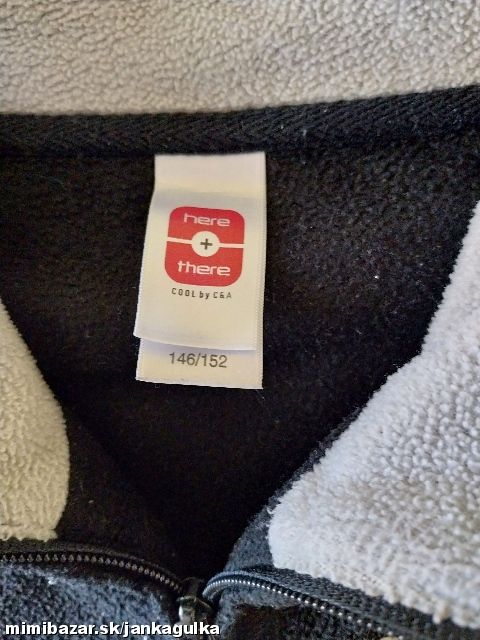 here
+
there
COOL by C&A
146/152
mimibazar.sk/jankagulka